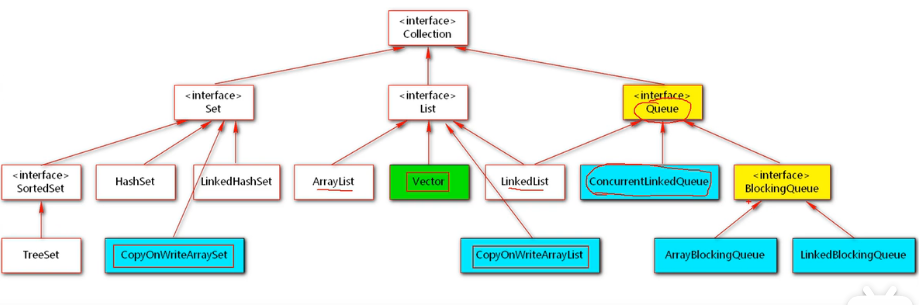 <interface>
Collection
<interface>
Set
<interface>
List
<interface>
Queue
<interface>
SortedSet
HashSet
LinkedHashSet
ArrayList
Vector
LinkedList
ConcurrentLinkedQueue
<interface>
BlockingQueue
TreeSet
CopyOnWriteArraySet
CopyOnWriteArrayList
ArrayBlockingQueue
LinkedBlockingQueue